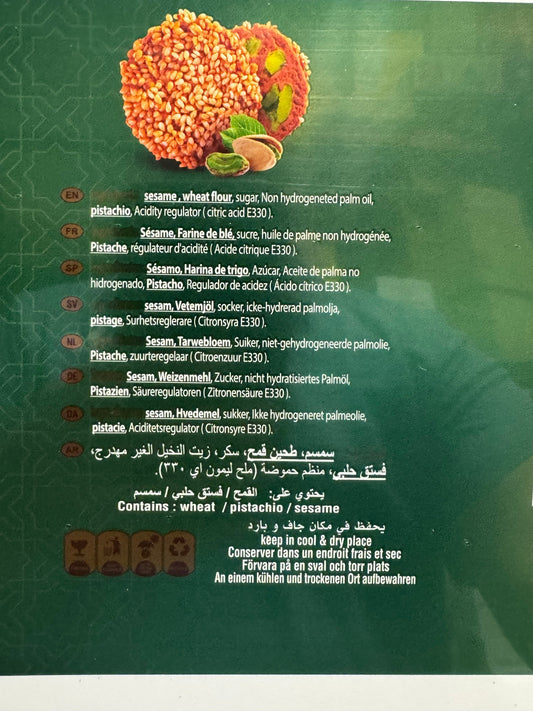 EN sesame , wheat flour, sugar, Non hydrogeneted palm oil,
pistachio, Acidity regulator ( citric acid E330 ).
FR Sésame, Farine de blé, sucre, huile de palme non hydrogénée,
Pistache, régulateur d'acidité ( Acide citrique E330 ).
SP Sésamo, Harina de trigo, Azúcar, Aceite de palma no
hidrogenado, Pistacho, Regulador de acidez ( Ácido cítrico E330 ).
SV sesam, Vetemjöl, socker, icke-hydrerad palmolja,
pistage, Surhetsreglerare ( Citronsyra E330 ).
NL Sesam, Tarwebloem, Suiker, niet-gehydrogeneerde palmolie,
Pistache, zuurteregelaar ( Citroenzuur E330 ).
DE Sesam, Weizenmehl, Zucker, nicht hydratisiertes Palmöl,
Pistazien, Säureregulatoren ( Zitronensäure E330 ).
DA sesam, Hvedemel, sukker, Ikke hydrogeneret palmeolie,
pistacie, Aciditetsregulator ( Citronsyre E330 ).
AR سمسم، طحين قمح، سكر، زيت النخيل الغير مهدرج،
فستق حلبي، منظم حموضة (ملح ليمون اي ٣٣٠).
يحتوي على: القمح / فستق حلبي / سمسم
Contains : wheat / pistachio / sesame
يحفظ في مكان جاف و بارد
keep in cool & dry place
Conserver dans un endroit frais et sec
Förvara på en sval och torr plats
An einem kühlen und trockenen Ort aufbewahren